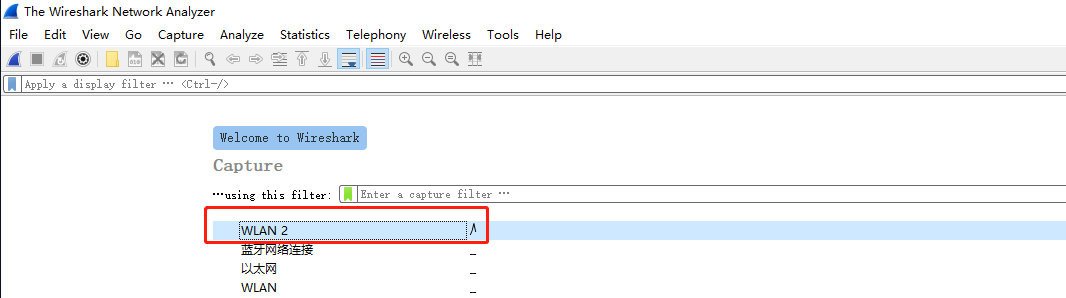 The Wireshark Network Analyzer
File Edit View Go Capture Analyze Statistics Telephony Wireless Tools Help
Apply a display filter ··· <Ctrl-/>
Welcome to Wireshark
Capture
···using this filter: Enter a capture filter ···
WLAN 2
蓝牙网络连接
以太网
WLAN